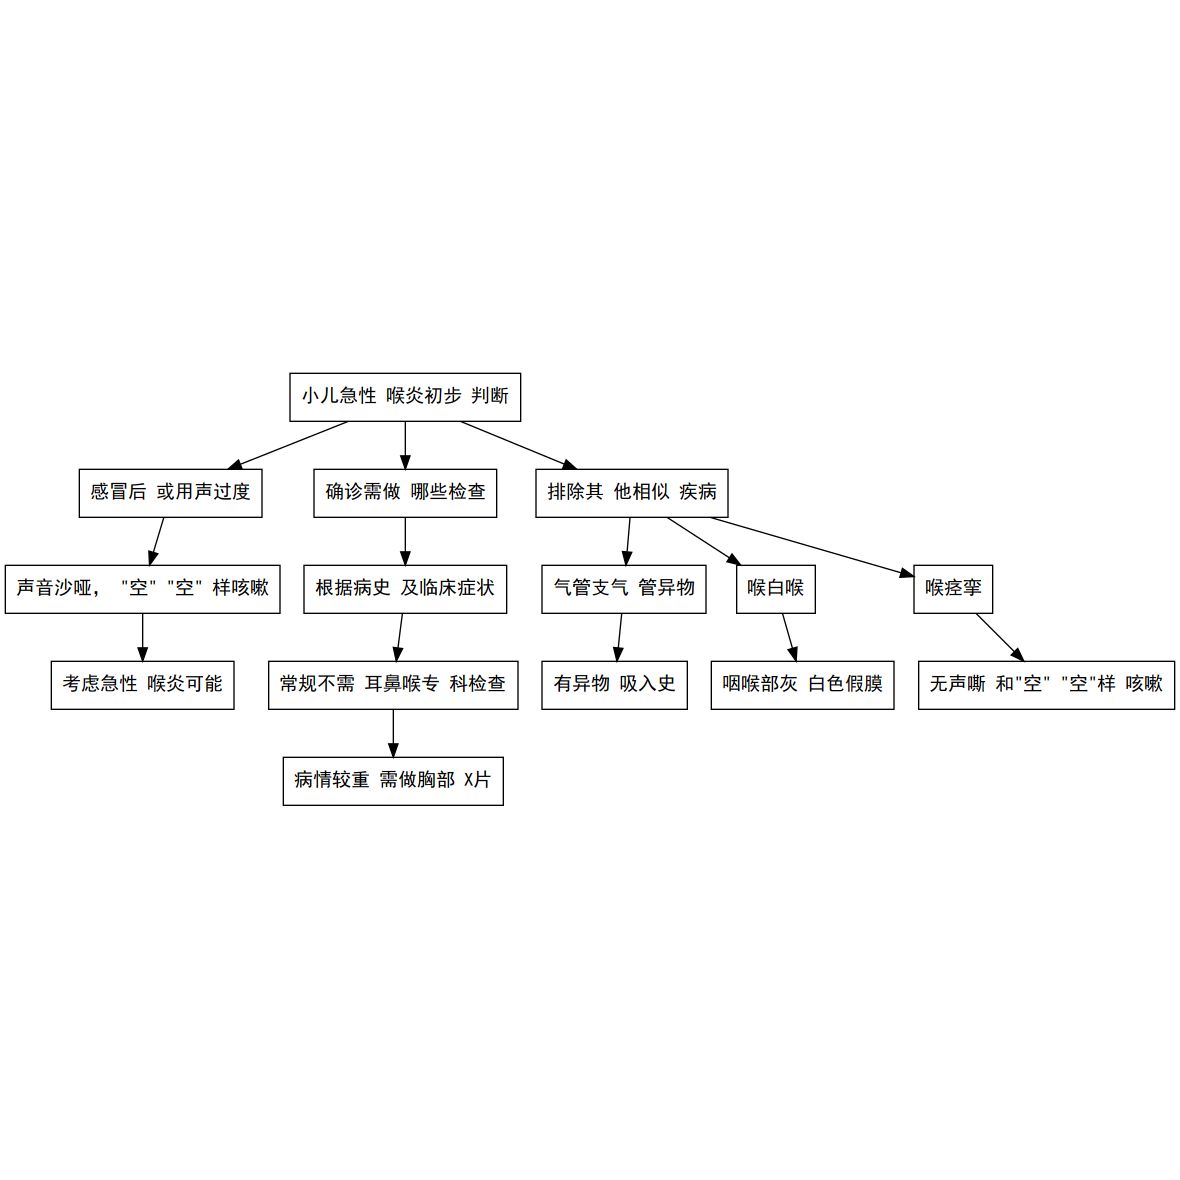 小儿急性 喉炎初步 判断
感冒后 或用声过度
确诊需做 哪些检查
排除其 他相似 疾病
声音沙哑， "空" "空" 样咳嗽
根据病史 及临床症状
气管支气 管异物
喉白喉
喉痉挛
考虑急性 喉炎可能
常规不需 耳鼻喉专 科检查
有异物 吸入史
咽喉部灰 白色假膜
无声嘶 和"空" "空"样 咳嗽
病情较重 需做胸部 X片